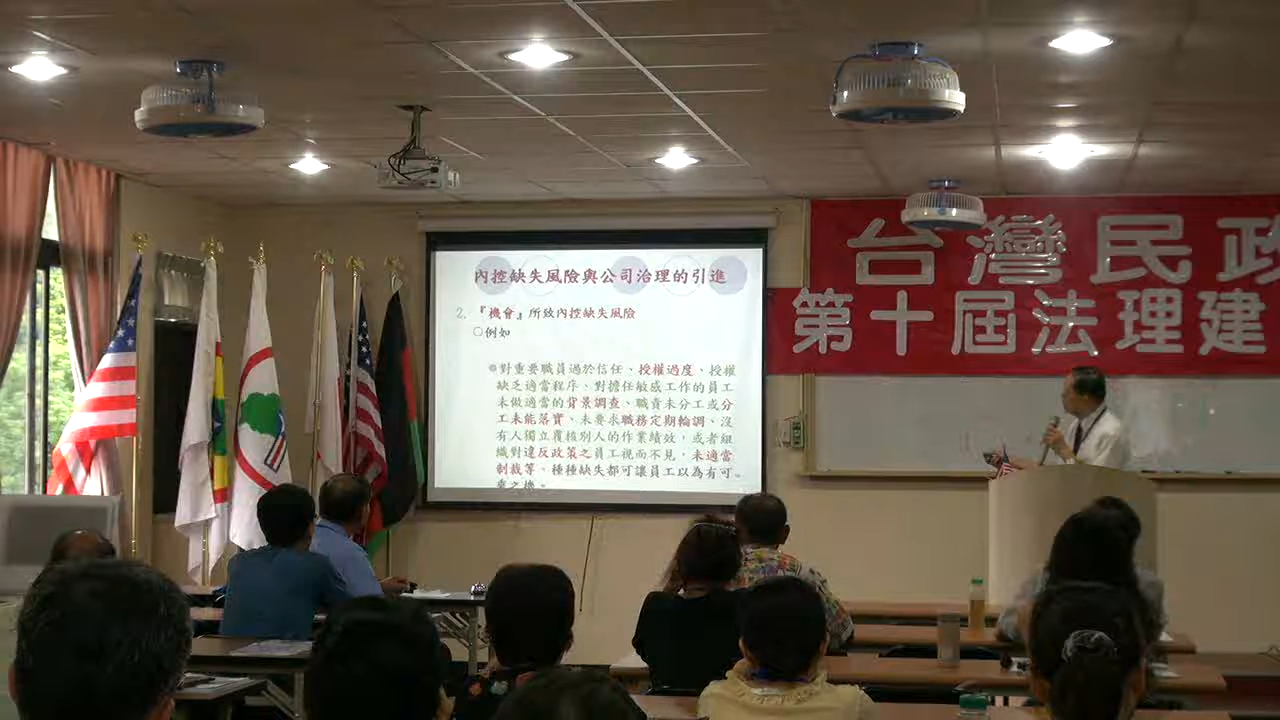 內控缺失風險與公司治理的引進
2. 『機會』所致內控缺失風險
○例如
※對重要職員過於信任、授權過度、授權
缺乏適當程序、對擔任敏感工作的員工
未做適當的背景調查、職責未分工或分
工未能落實、未要求職務定期輪調、沒
有人獨立覆核別人的作業績效，或者組
織對違反政策之員工視而不見，未適當
制裁等。種種缺失都可讓員工以為有可
乘之機。
台灣民政
第十屆法理建